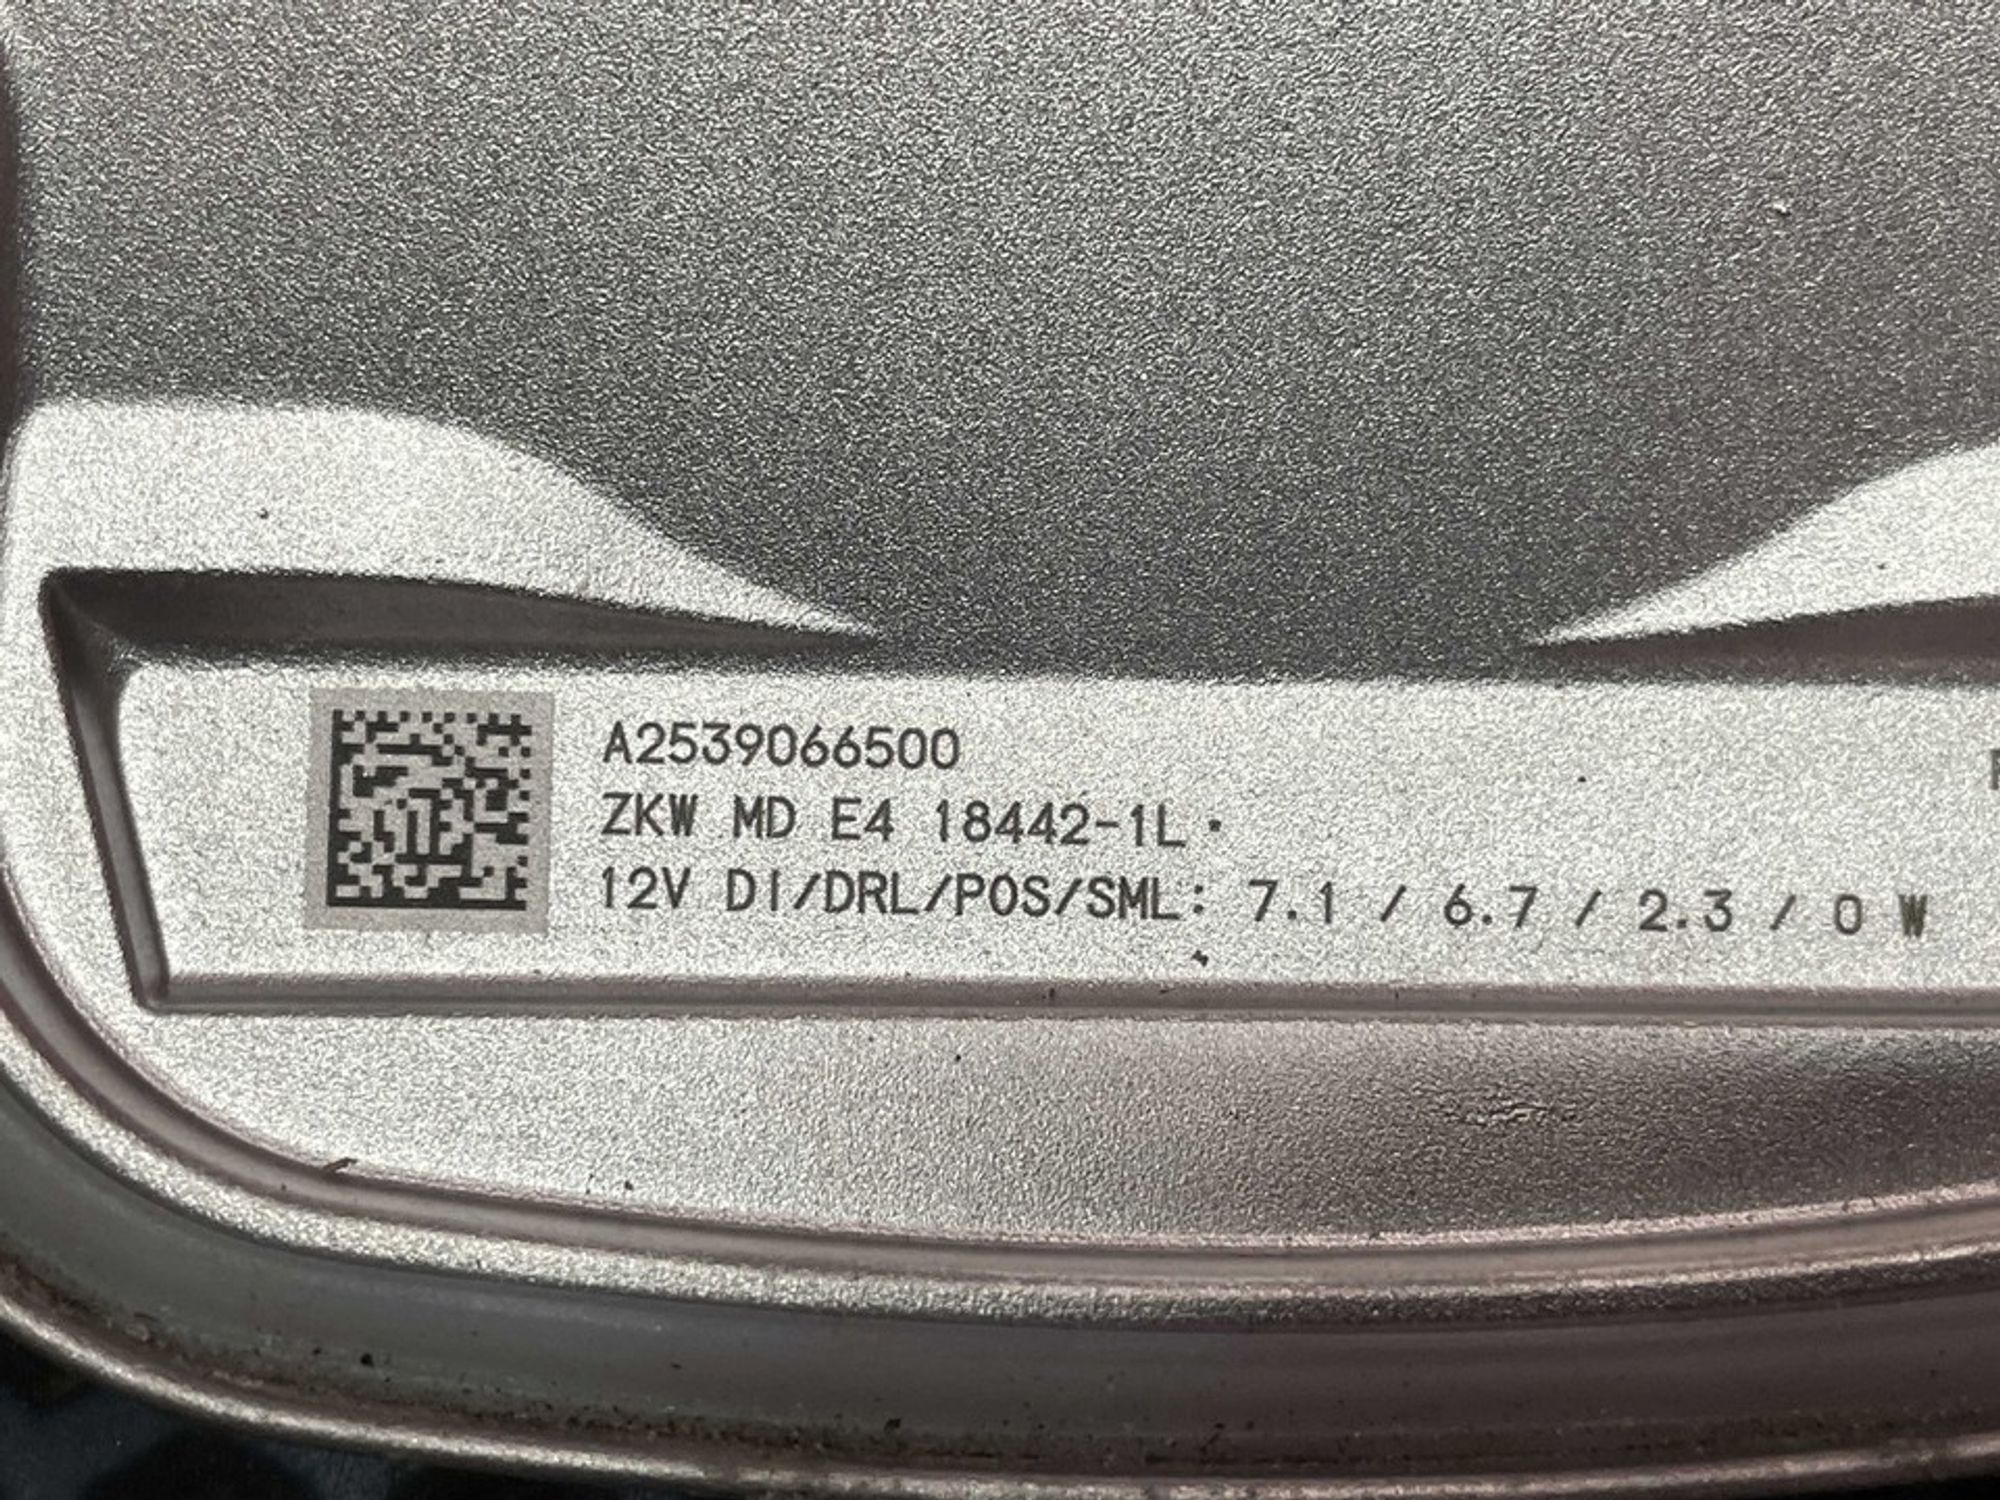 A2539066500
ZKW MD E4 18442-1L·
12V DI/DRL/POS/SML: 7.1 / 6.7 / 2.3 / 0 W